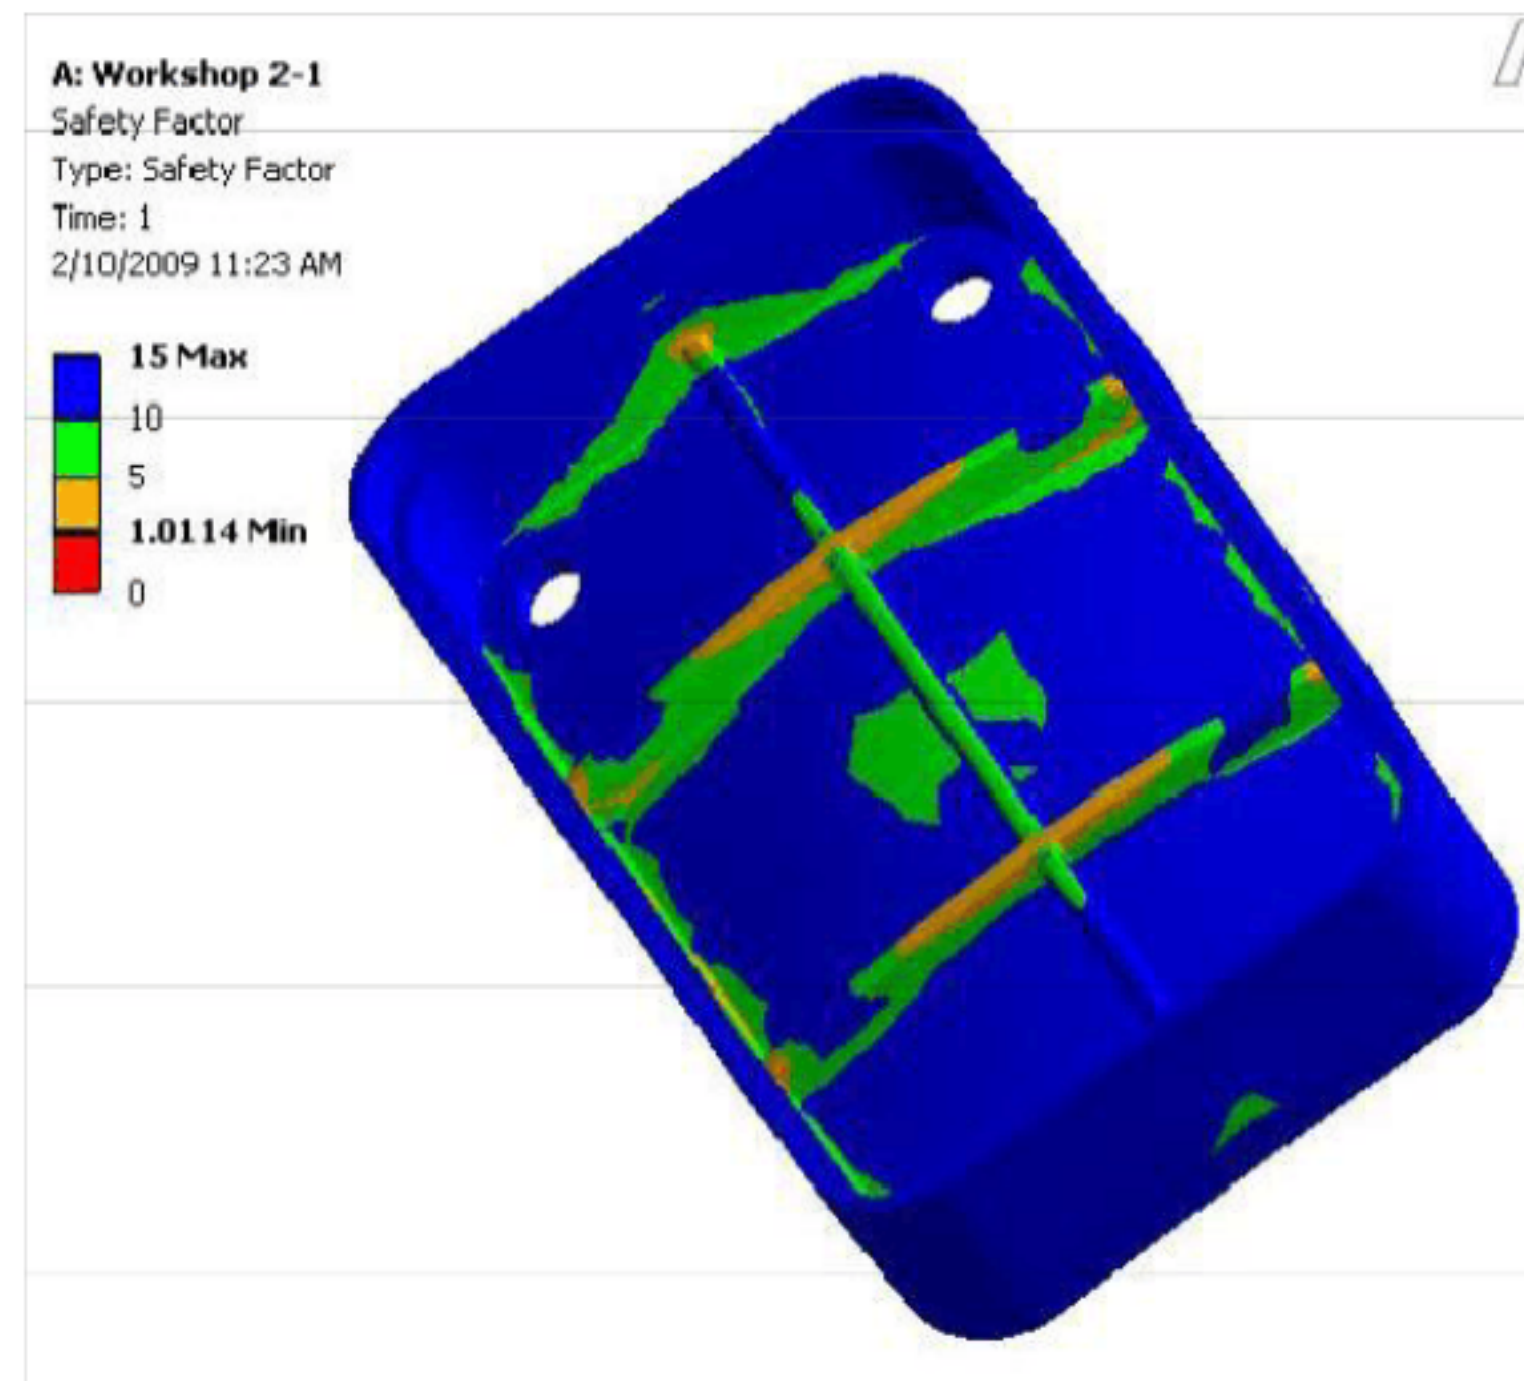 A: Workshop 2-1
Safety Factor
Type: Safety Factor
Time: 1
2/10/2009 11:23 AM
15 Max
10
5
1.0114 Min
0